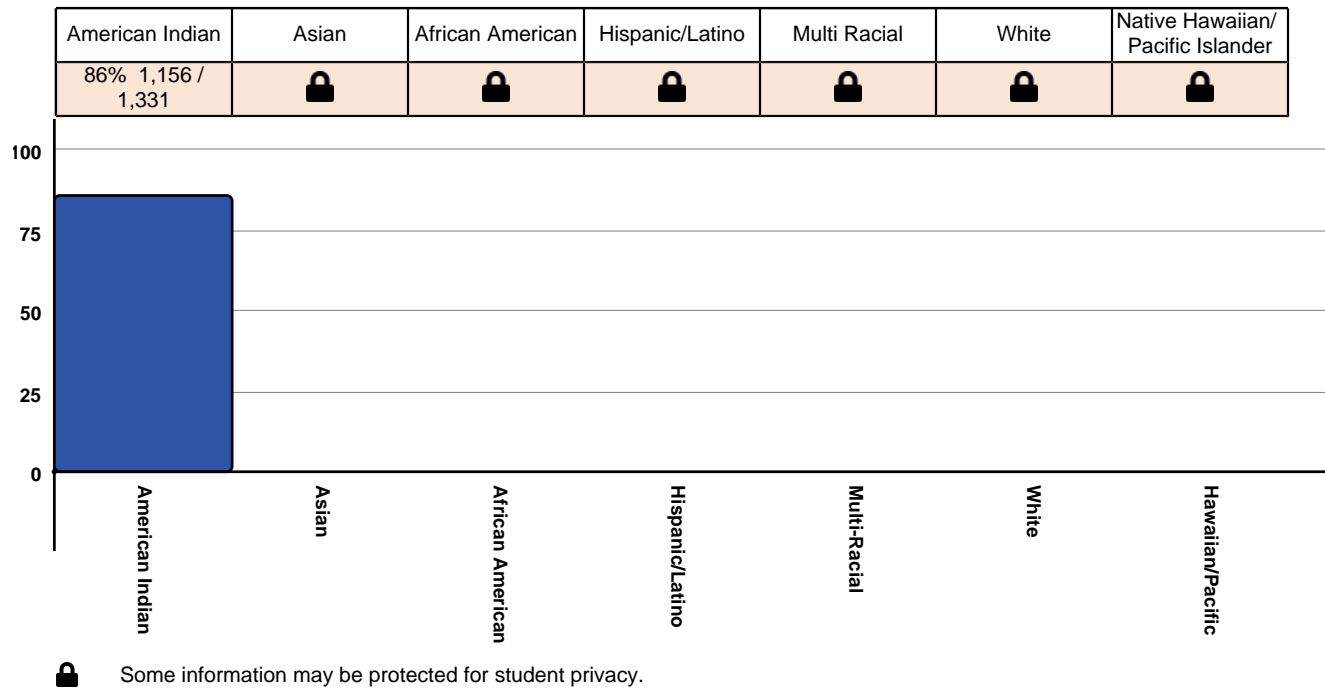 American Indian Asian African American Hispanic/Latino Multi Racial White Native Hawaiian/
Pacific Islander
86% 1,156 /
1,331
100
75
50
25
0
American Indian
Asian
African American
Hispanic/Latino
Multi-Racial
White
Hawaiian/Pacific
Some information may be protected for student privacy.